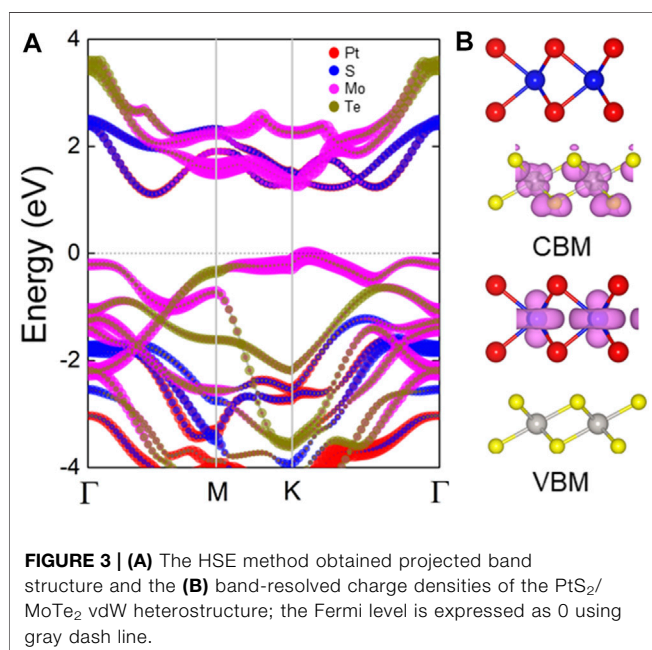 A
B
4
2
0
-2
-4
Energy (eV)
Pt
S
Mo
Te
Γ
M
K
Γ
CBM
VBM
FIGURE 3 | (A) The HSE method obtained projected band
structure and the (B) band-resolved charge densities of the PtS₂/
MoTe₂ vdW heterostructure; the Fermi level is expressed as 0 using
gray dash line.